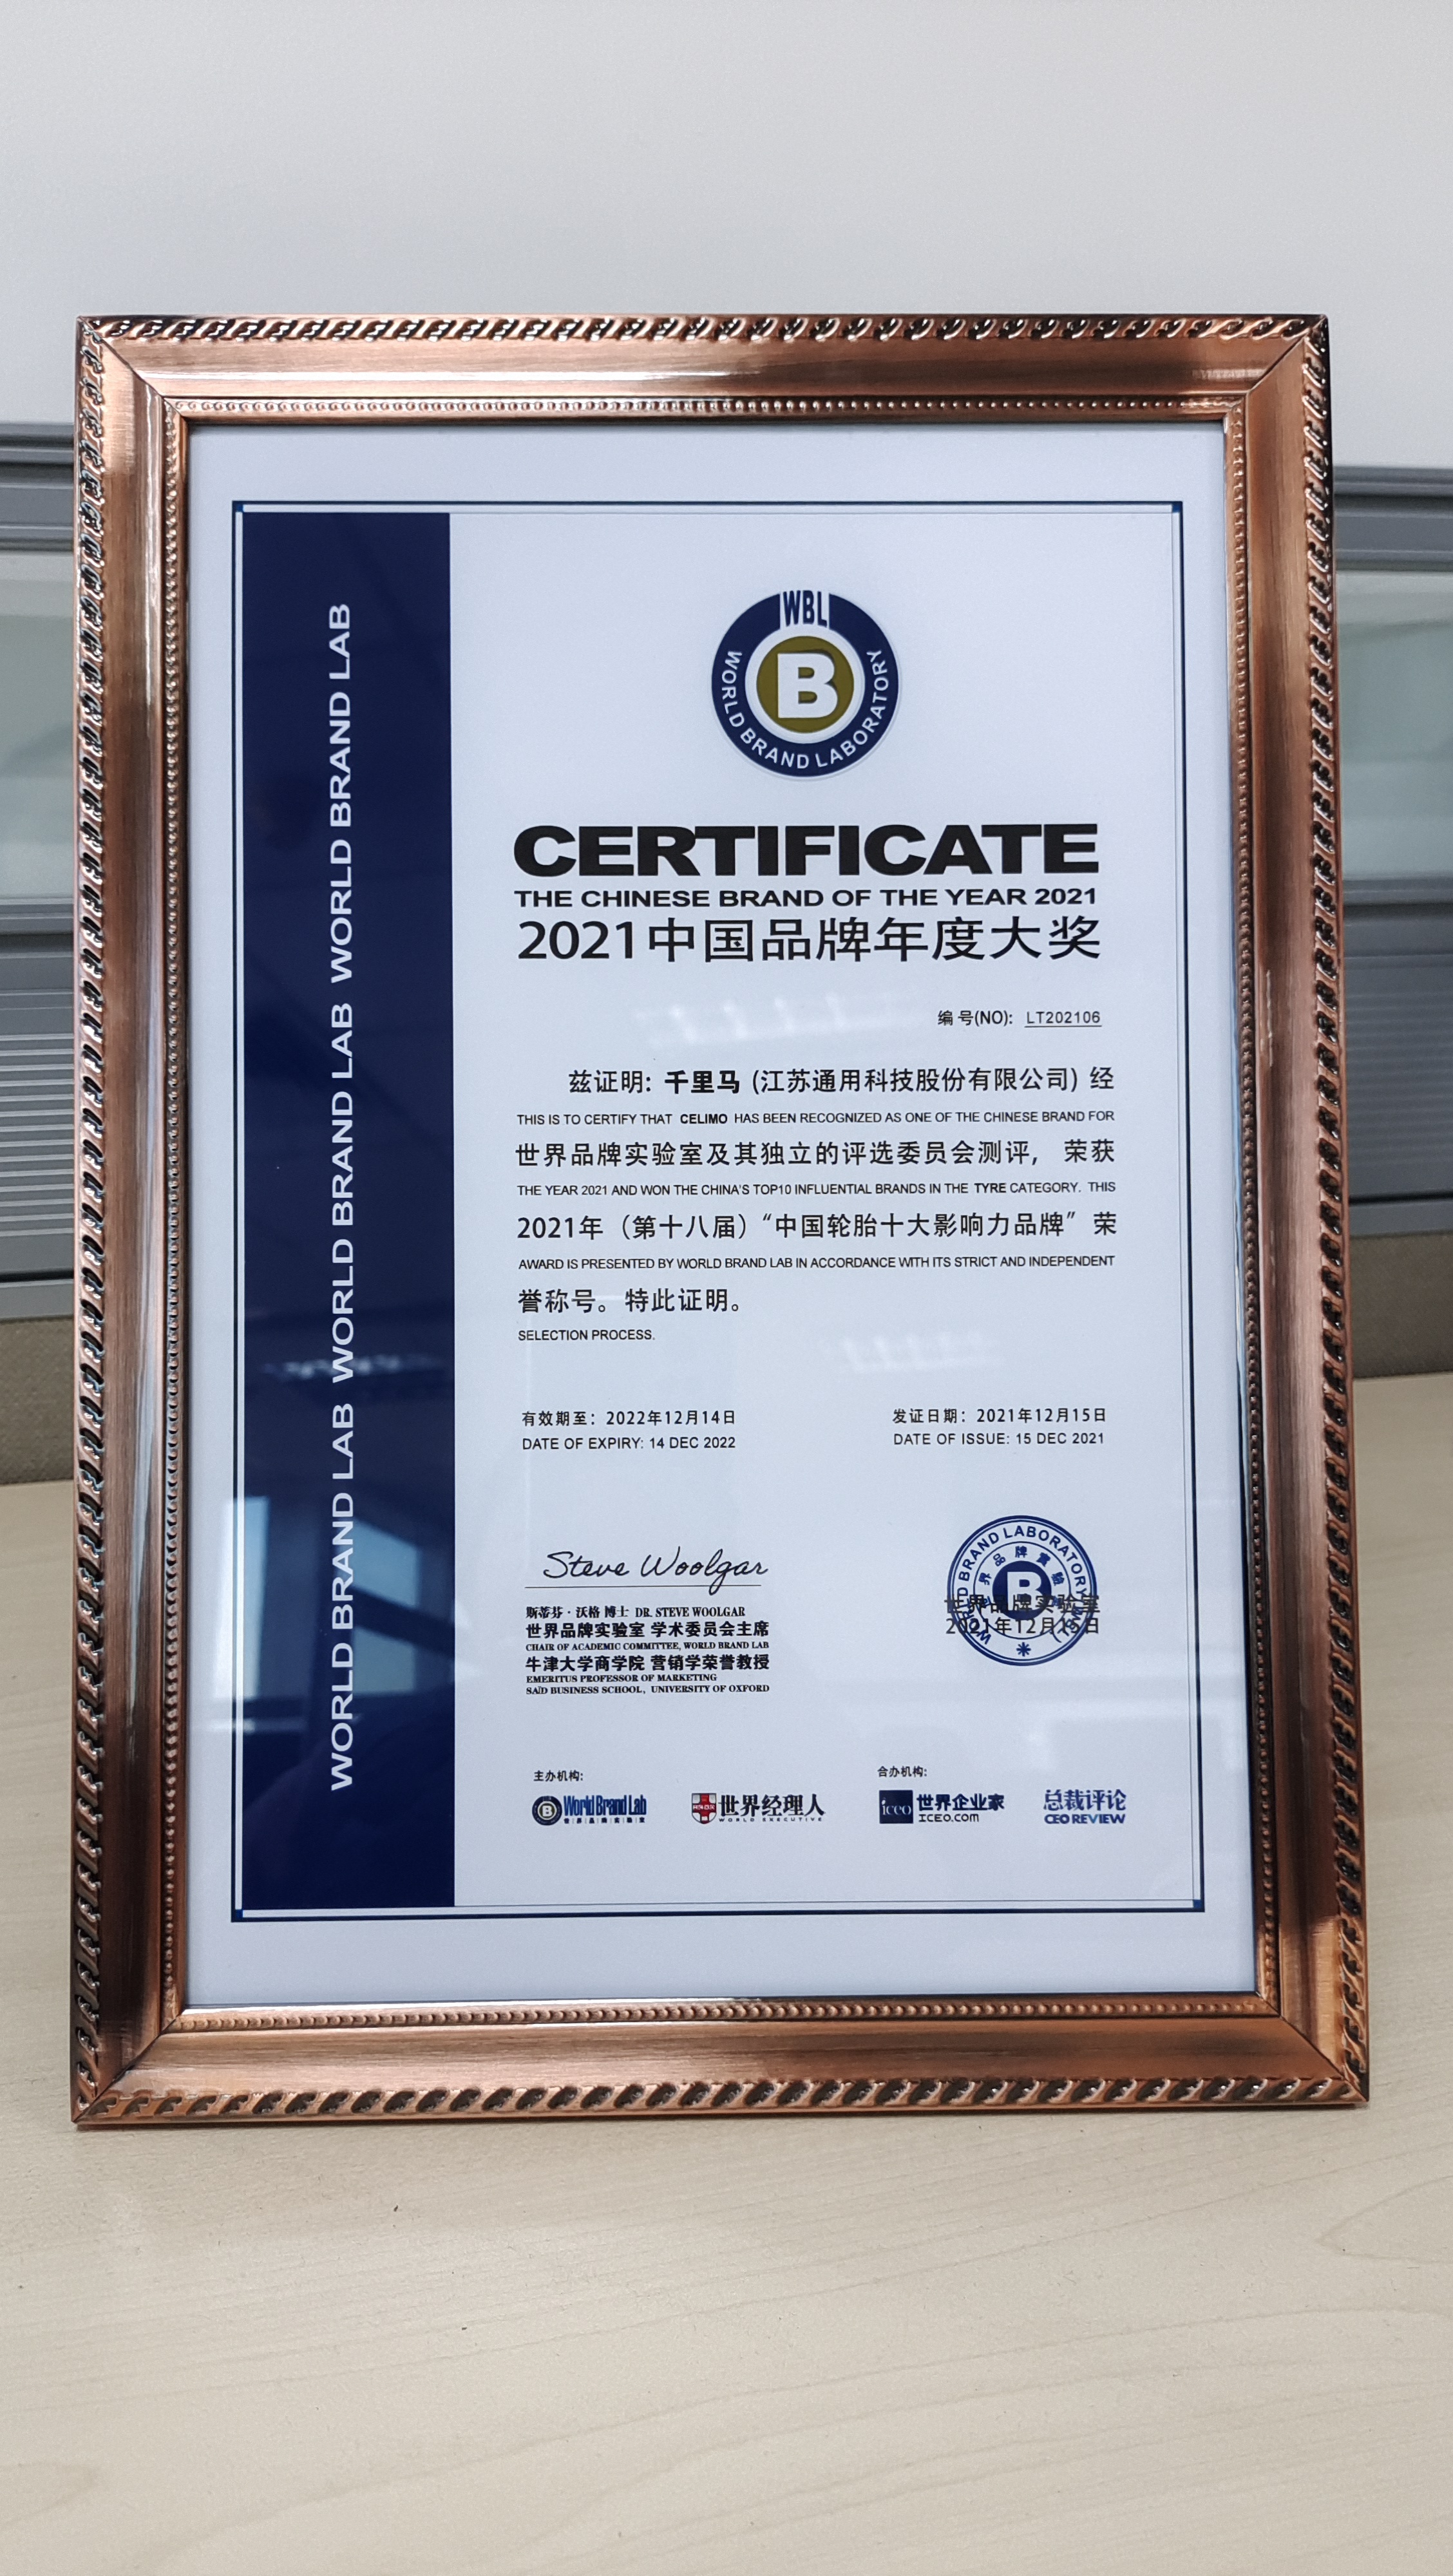 WORLD BRAND LAB WORLD BRAND LAB WORLD BRAND LAB
WBL
B
WORLD BRAND LABORATORY
CERTIFICATE
THE CHINESE BRAND OF THE YEAR 2021
2021中国品牌年度大奖
编 号(NO): LT202106
兹证明: 千里马 (江苏通用科技股份有限公司) 经
THIS IS TO CERTIFY THAT CELIMO HAS BEEN RECOGNIZED AS ONE OF THE CHINESE BRAND FOR
世界品牌实验室及其独立的评选委员会测评, 荣获
THE YEAR 2021 AND WON THE CHINA'S TOP10 INFLUENTIAL BRANDS IN THE TYRE CATEGORY. THIS
2021年（第十八届）“中国轮胎十大影响力品牌” 荣
AWARD IS PRESENTED BY WORLD BRAND LAB IN ACCORDANCE WITH ITS STRICT AND INDEPENDENT
誉称号。特此证明。
SELECTION PROCESS.
有效期至: 2022年12月14日
DATE OF EXPIRY: 14 DEC 2022
发证日期: 2021年12月15日
DATE OF ISSUE: 15 DEC 2021
Steve Woolgar
斯蒂芬 · 沃格 博士 DR. STEVE WOOLGAR
世界品牌实验室 学术委员会主席
CHAIR OF ACADEMIC COMMITTEE, WORLD BRAND LAB
牛津大学商学院 营销学荣誉教授
EMERITUS PROFESSOR OF MARKETING
SAÏD BUSINESS SCHOOL, UNIVERSITY OF OXFORD
WORLD BRAND LABORATORY
B
世界品牌实验室
2021年12月15日
主办机构:
B World Brand Lab
世界品牌实验室
世界经理人
WORLD EXECUTIVE
合办机构:
iceo 世界企业家
ICEO.COM
总裁评论
CEO REVIEW